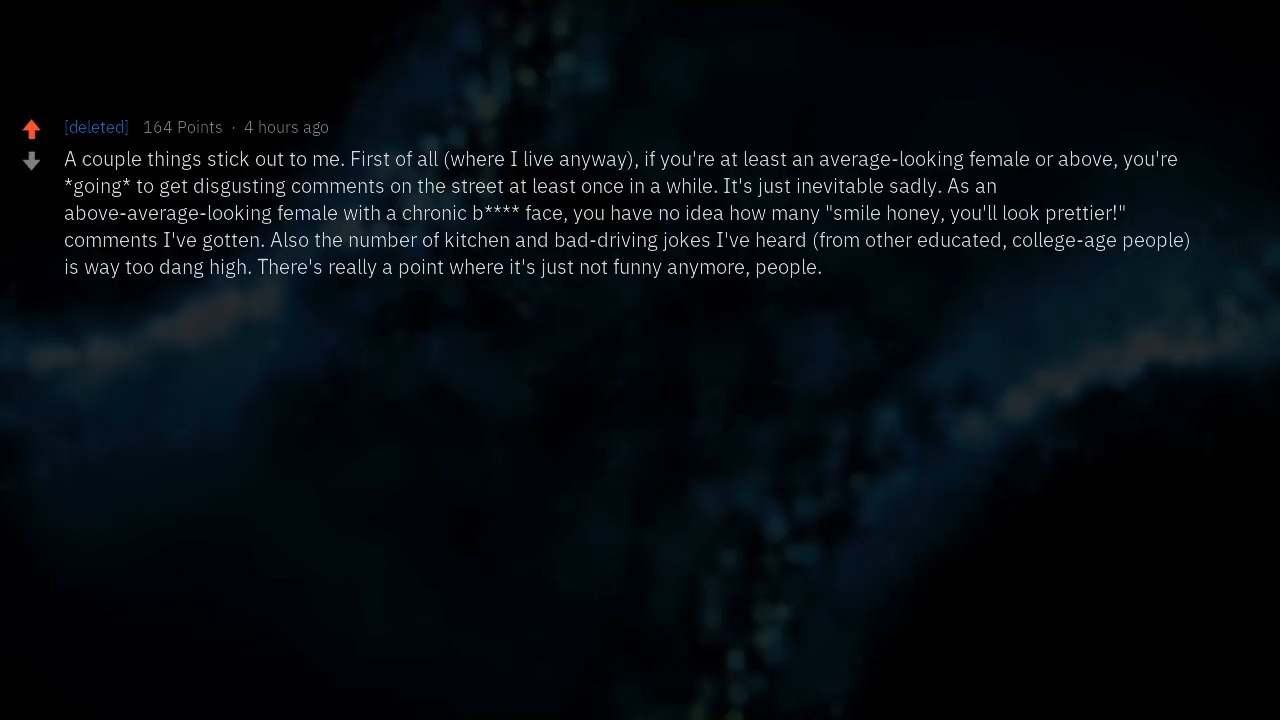 [deleted] 164 Points · 4 hours ago
A couple things stick out to me. First of all (where I live anyway), if you're at least an average-looking female or above, you're
*going* to get disgusting comments on the street at least once in a while. It's just inevitable sadly. As an
above-average-looking female with a chronic b**** face, you have no idea how many "smile honey, you'll look prettier!"
comments I've gotten. Also the number of kitchen and bad-driving jokes I've heard (from other educated, college-age people)
is way too dang high. There's really a point where it's just not funny anymore, people.